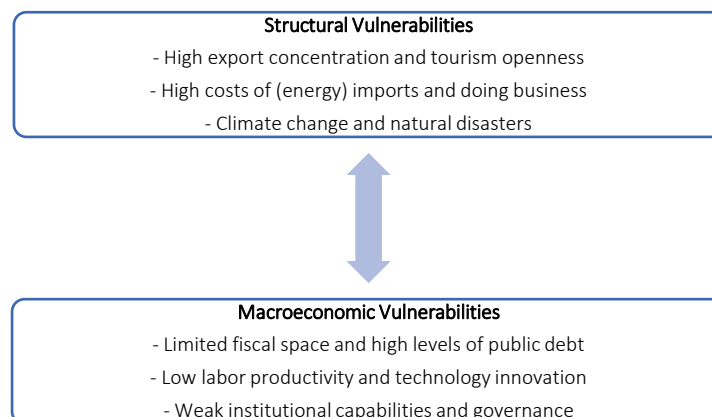 Structural Vulnerabilities
- High export concentration and tourism openness
- High costs of (energy) imports and doing business
- Climate change and natural disasters
Macroeconomic Vulnerabilities
- Limited fiscal space and high levels of public debt
- Low labor productivity and technology innovation
- Weak institutional capabilities and governance